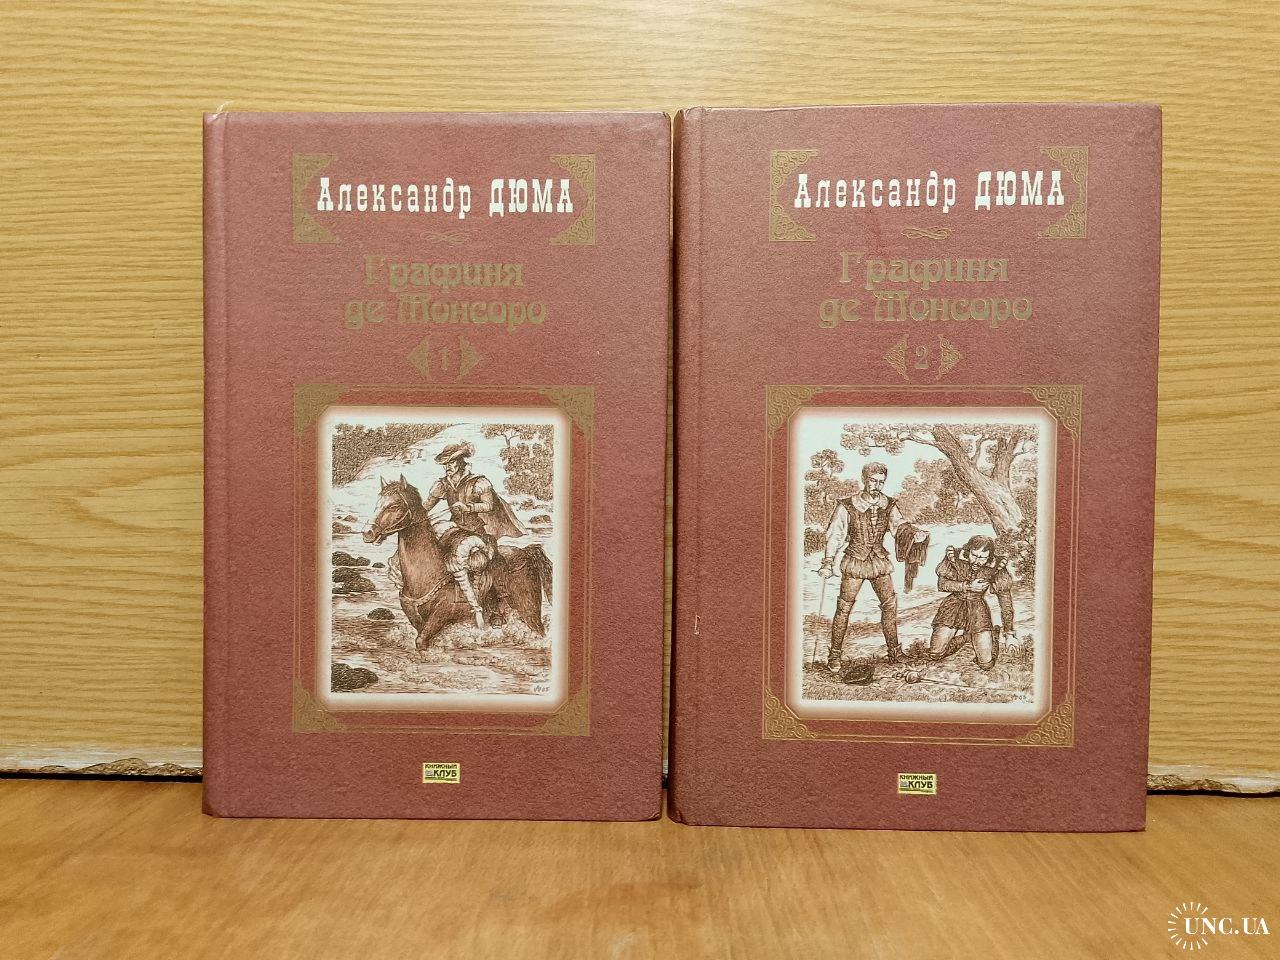 Александр ДЮМА
Графиня
де Монсоро
1
КНИЖНЫЙ
КЛУБ
Александр ДЮМА
Графиня
де Монсоро
2
КНИЖНЫЙ
КЛУБ
UNC.UA